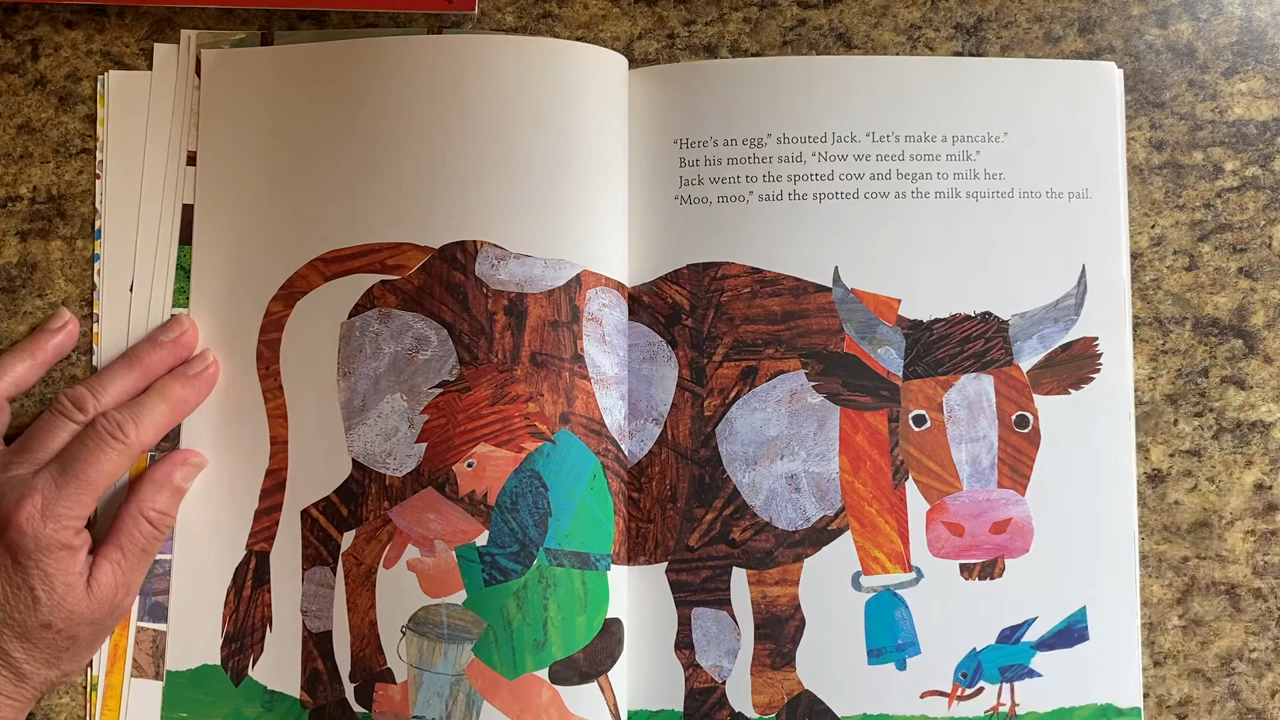 “Here’s an egg,” shouted Jack. “Let’s make a pancake.”
But his mother said, “Now we need some milk.”
Jack went to the spotted cow and began to milk her.
“Moo, moo,” said the spotted cow as the milk squirted into the pail.